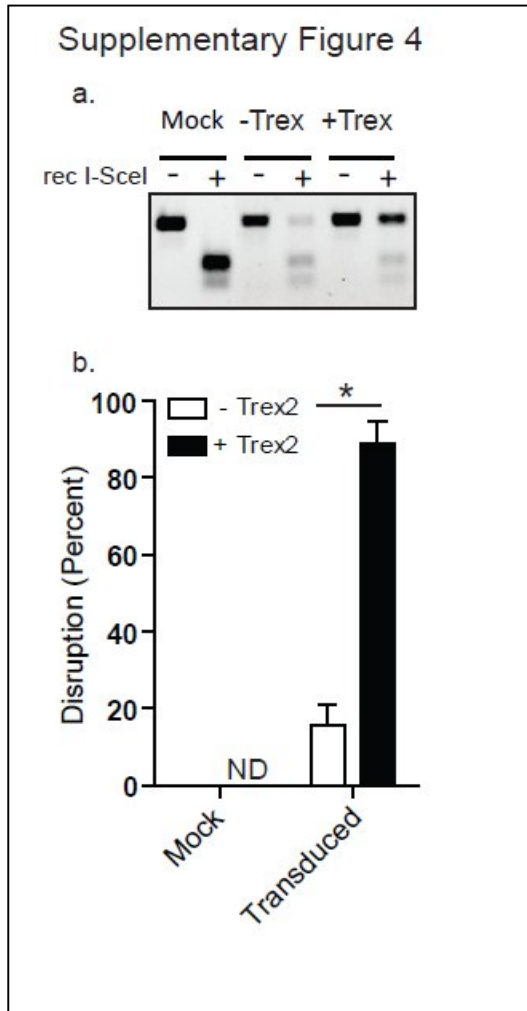 Supplementary Figure 4
a.
Mock -Trex +Trex
rec I-SceI - + - + - +
b.
100
80
60
40
20
0
Disruption (Percent)
- Trex2
+ Trex2
*
ND
Mock
Transduced